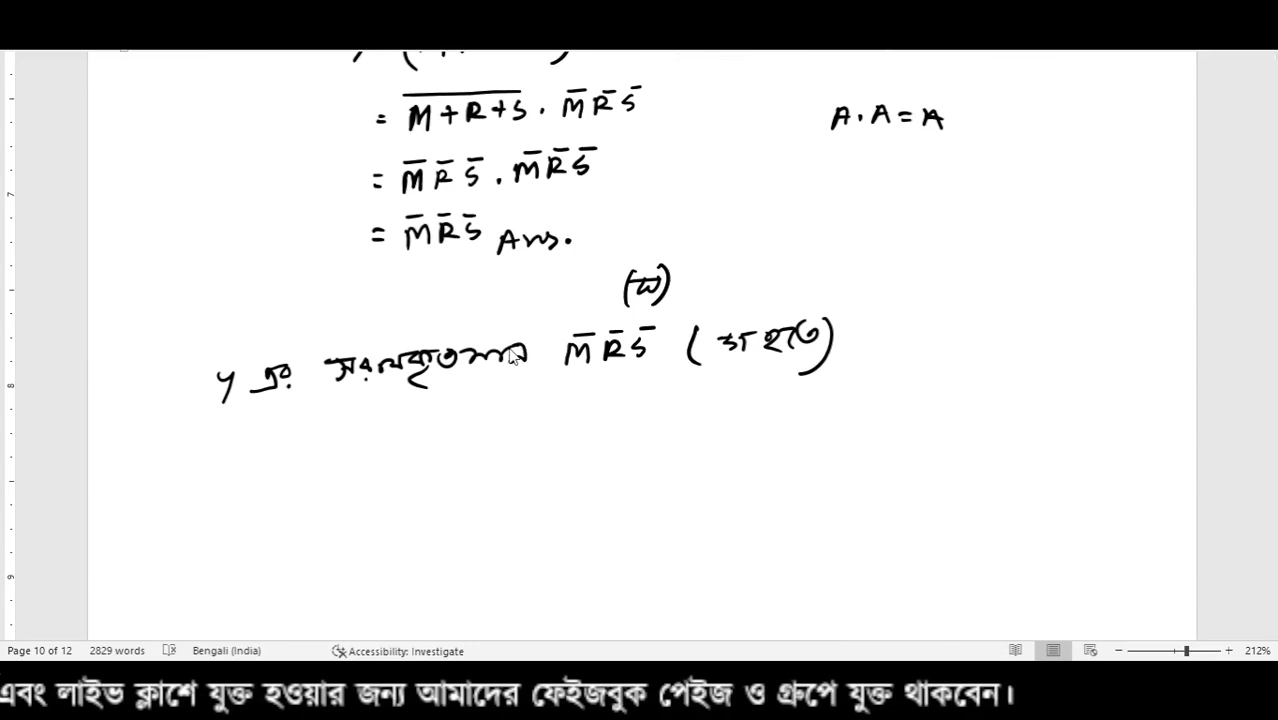 = \overline{M+R+S} . M̅ R̅ S̅
A . A = A
= M̅ R̅ S̅ . M̅ R̅ S̅
= M̅ R̅ S̅ Ans.
(ঘ)
Y এর সরলীকৃত মান M̅ R̅ S̅ ( হতে)
Page 10 of 12 2829 words Bengali (India) Accessibility: Investigate 212%
এবং লাইভ ক্লাশে যুক্ত হওয়ার জন্য আমাদের ফেইজবুক পেইজ ও গ্রুপে যুক্ত থাকবেন।